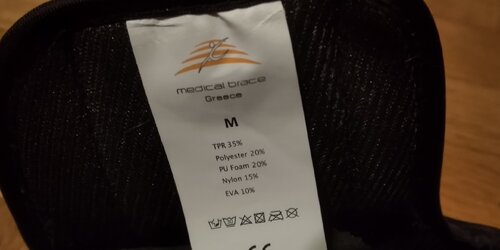 medical brace
Greece
M
TPR 35%
Polyester 20%
PU Foam 20%
Nylon 15%
EVA 10%